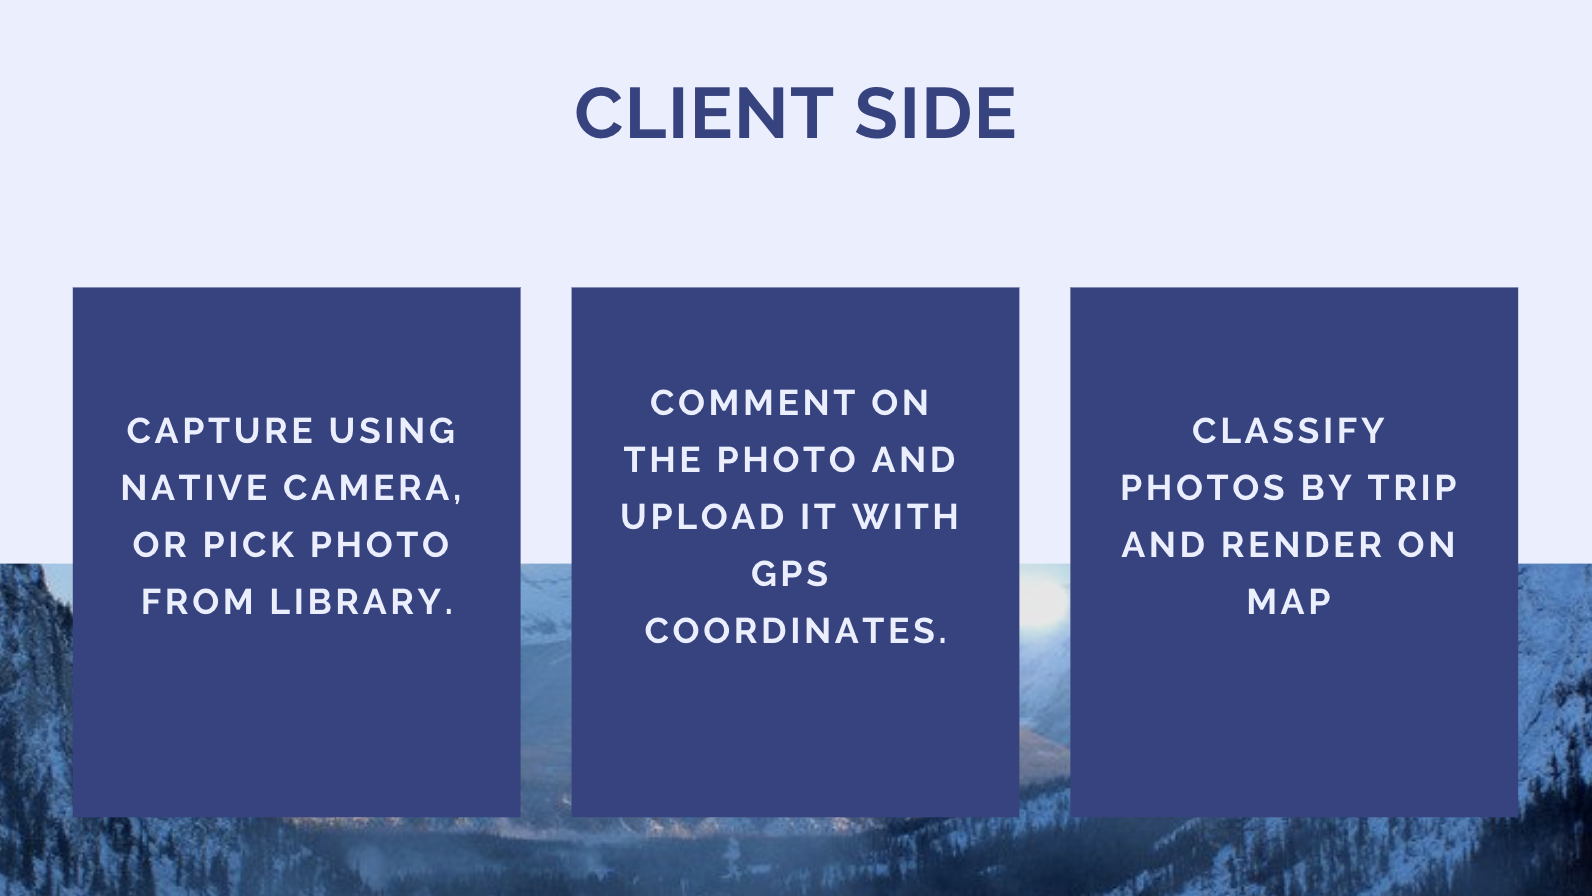 CLIENT SIDE
CAPTURE USING
NATIVE CAMERA,
OR PICK PHOTO
FROM LIBRARY.
COMMENT ON
THE PHOTO AND
UPLOAD IT WITH
GPS
COORDINATES.
CLASSIFY
PHOTOS BY TRIP
AND RENDER ON
MAP